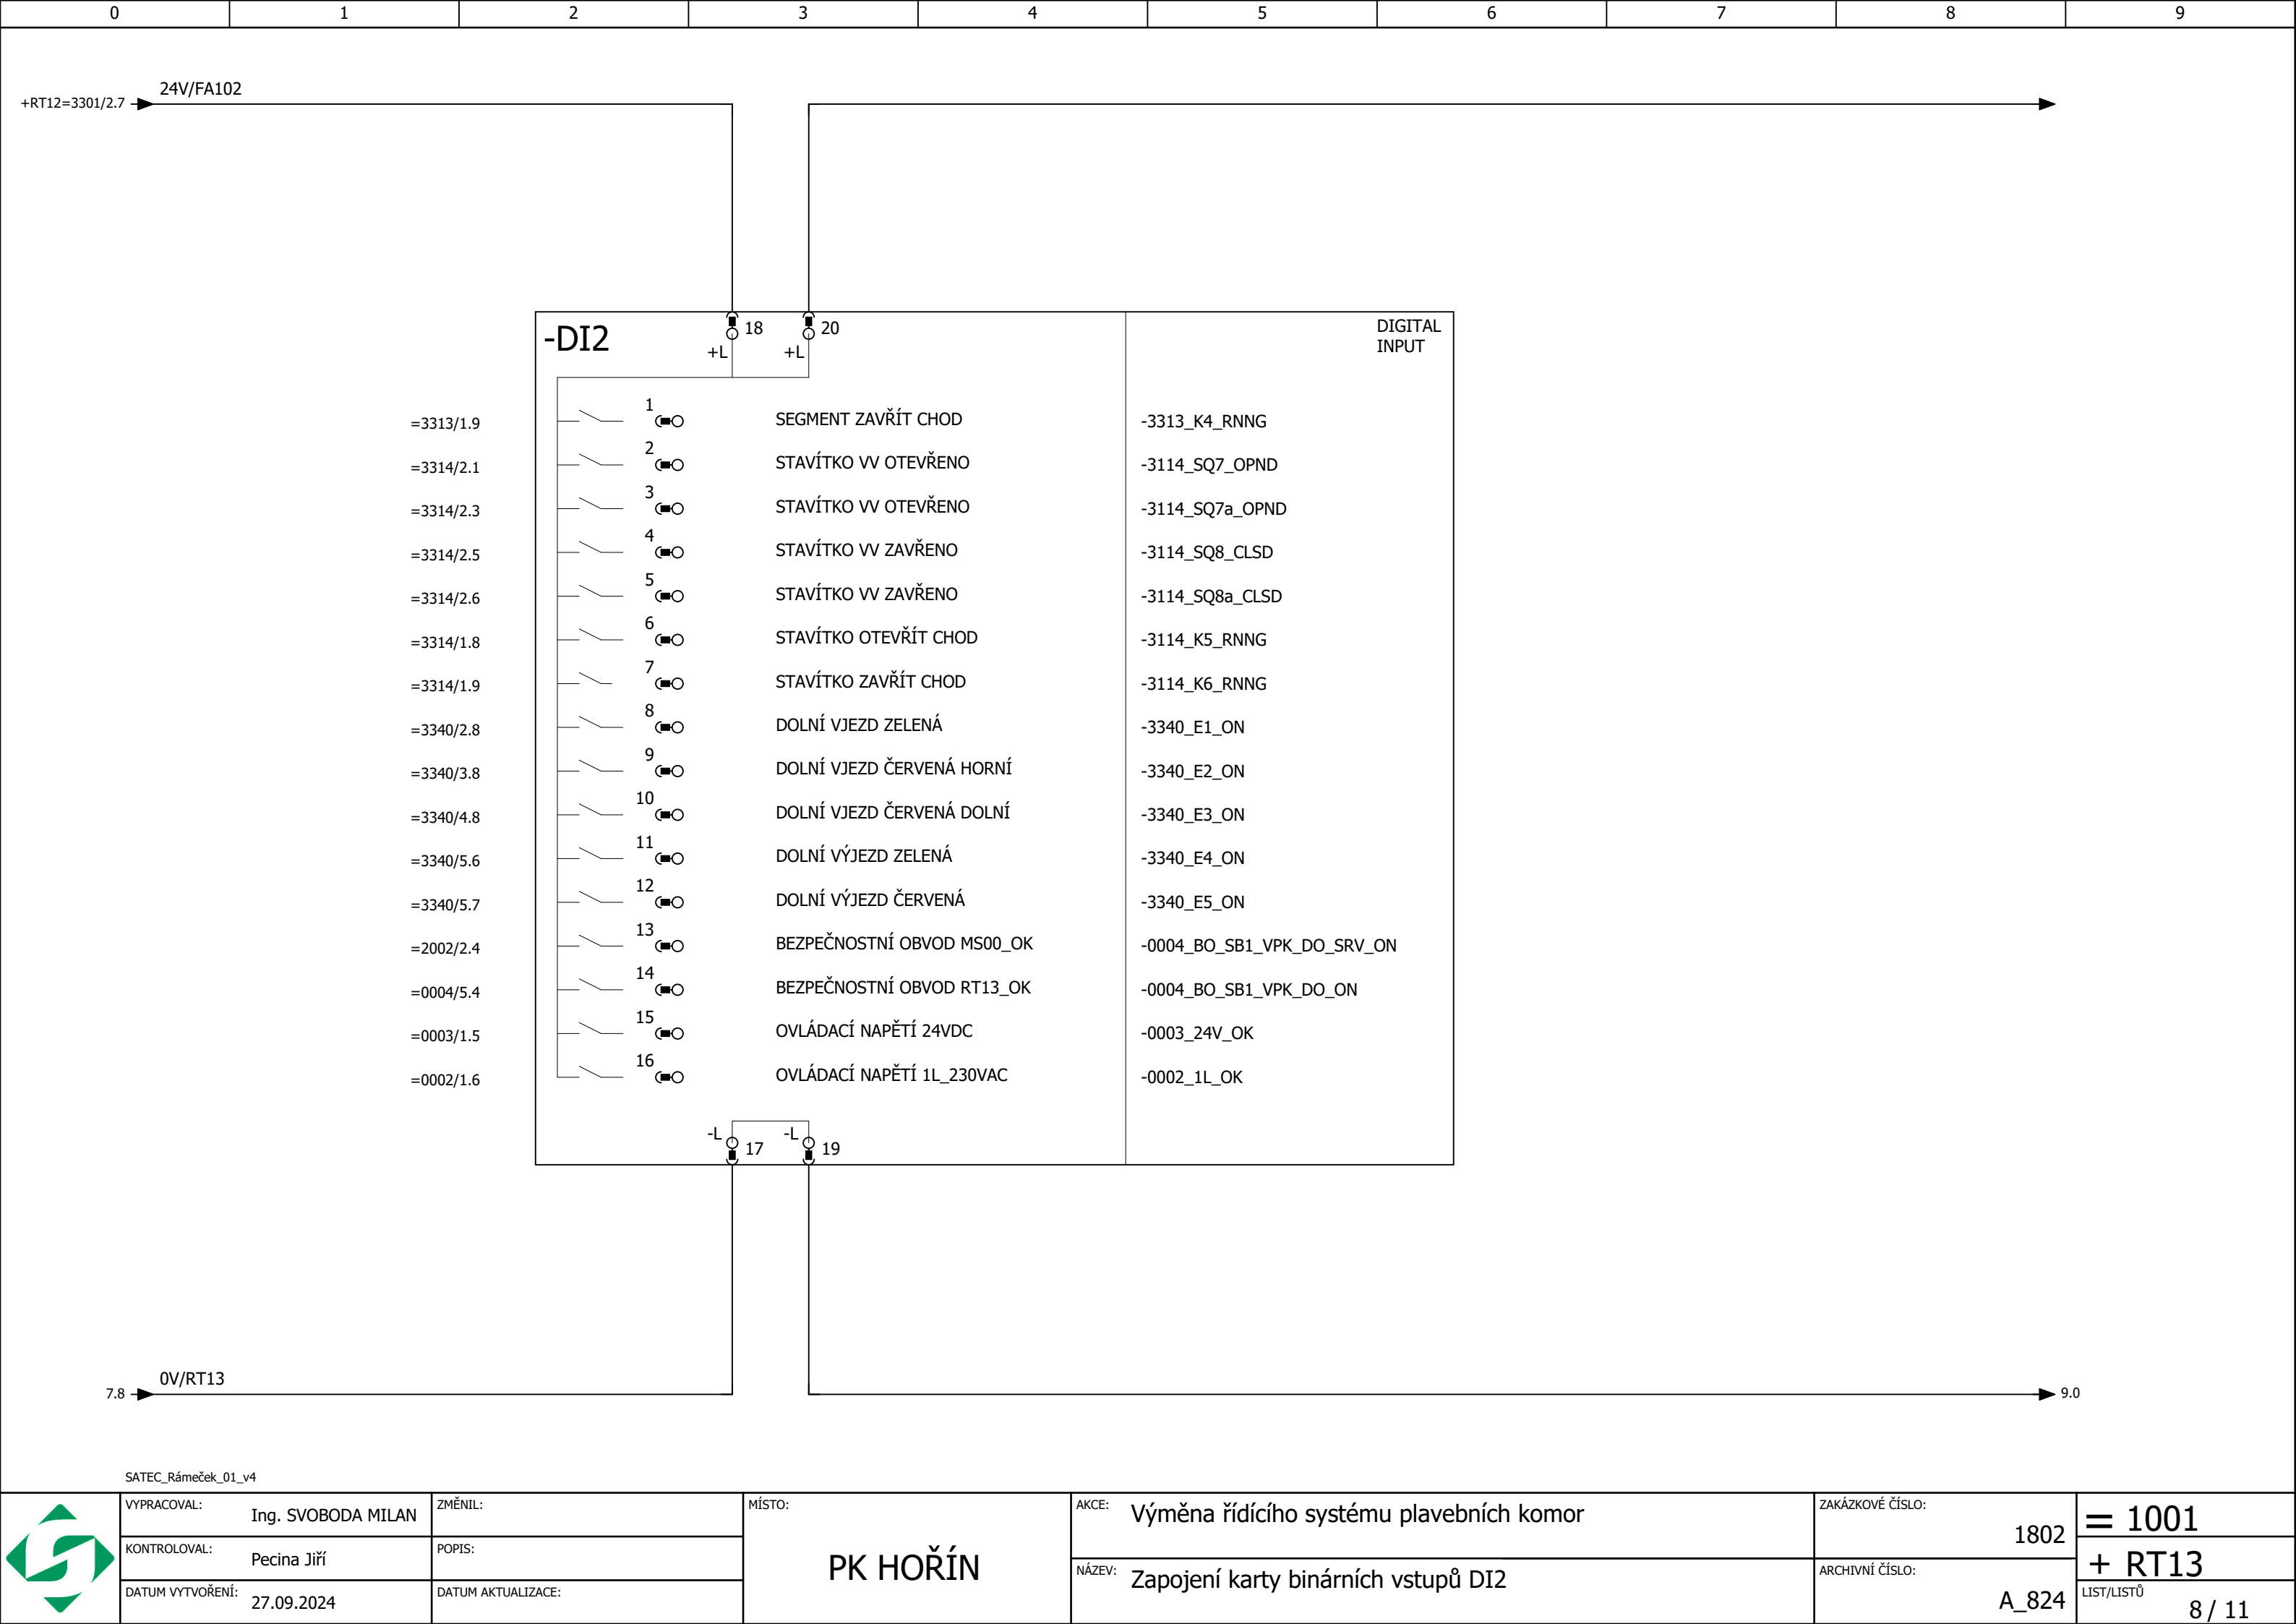 0 1 2 3 4 5 6 7 8 9
24V/FA102
+RT12=3301/2.7
-DI2
18 20
DIGITAL
INPUT
+L +L
=3313/1.9 1 SEGMENT ZAVŘÍT CHOD -3313_K4_RNNG
=3314/2.1 2 STAVÍTKO VV OTEVŘENO -3114_SQ7_OPND
=3314/2.3 3 STAVÍTKO VV OTEVŘENO -3114_SQ7a_OPND
=3314/2.5 4 STAVÍTKO VV ZAVŘENO -3114_SQ8_CLSD
=3314/2.6 5 STAVÍTKO VV ZAVŘENO -3114_SQ8a_CLSD
=3314/1.8 6 STAVÍTKO OTEVŘÍT CHOD -3114_K5_RNNG
=3314/1.9 7 STAVÍTKO ZAVŘÍT CHOD -3114_K6_RNNG
=3340/2.8 8 DOLNÍ VJEZD ZELENÁ -3340_E1_ON
=3340/3.8 9 DOLNÍ VJEZD ČERVENÁ HORNÍ -3340_E2_ON
=3340/4.8 10 DOLNÍ VJEZD ČERVENÁ DOLNÍ -3340_E3_ON
=3340/5.6 11 DOLNÍ VÝJEZD ZELENÁ -3340_E4_ON
=3340/5.7 12 DOLNÍ VÝJEZD ČERVENÁ -3340_E5_ON
=2002/2.4 13 BEZPEČNOSTNÍ OBVOD MS00_OK -0004_BO_SB1_VPK_DO_SRV_ON
=0004/5.4 14 BEZPEČNOSTNÍ OBVOD RT13_OK -0004_BO_SB1_VPK_DO_ON
=0003/1.5 15 OVLÁDACÍ NAPĚTÍ 24VDC -0003_24V_OK
=0002/1.6 16 OVLÁDACÍ NAPĚTÍ 1L_230VAC -0002_1L_OK
-L -L
17 19
0V/RT13
7.8 9.0
SATEC_Rámeček_01_v4
VYPRACOVAL: Ing. SVOBODA MILAN
KONTROLOVAL: Pecina Jiří
DATUM VYTVOŘENÍ: 27.09.2024
ZMĚNIL:
POPIS:
DATUM AKTUALIZACE:
MÍSTO:
PK HOŘÍN
AKCE: Výměna řídícího systému plavebních komor
NÁZEV: Zapojení karty binárních vstupů DI2
ZAKÁZKOVÉ ČÍSLO:
1802
ARCHIVNÍ ČÍSLO:
A_824
= 1001
+ RT13
LIST/LISTŮ
8 / 11